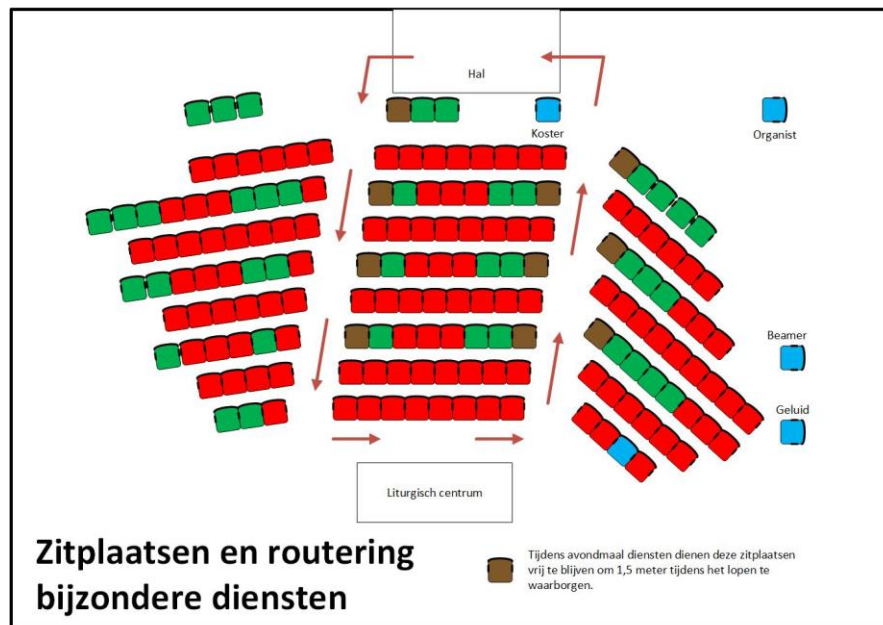 Hal
Koster
Organist
Beamer
Geluid
Liturgisch centrum
Zitplaatsen en routering
bijzondere diensten
Tijdens avondmaal diensten dienen deze zitplaatsen
vrij te blijven om 1,5 meter tijdens het lopen te
waarborgen.